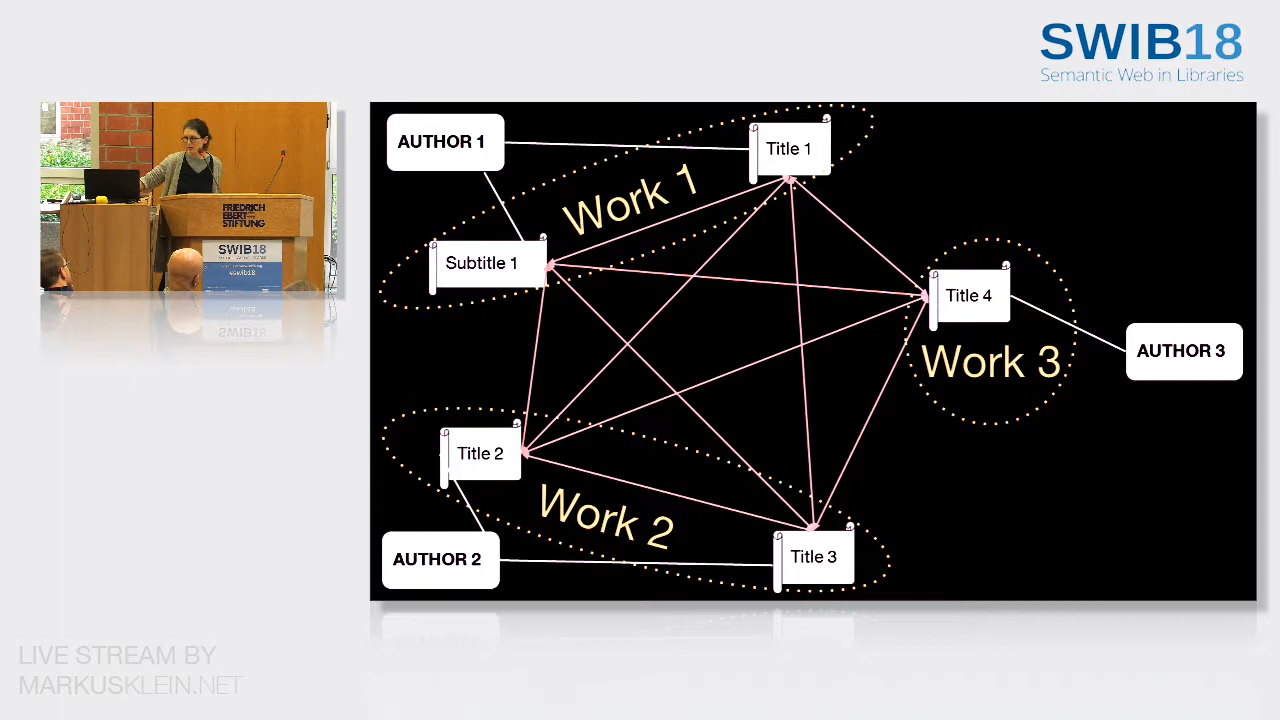 SWIB18
Semantic Web in Libraries
AUTHOR 1
Title 1
Work 1
Subtitle 1
Title 4
Work 3
AUTHOR 3
Title 2
Work 2
AUTHOR 2
Title 3
FRIEDRICH
EBERT
STIFTUNG
SWIB18
#swib18
LIVE STREAM BY
MARKUSKLEIN.NET